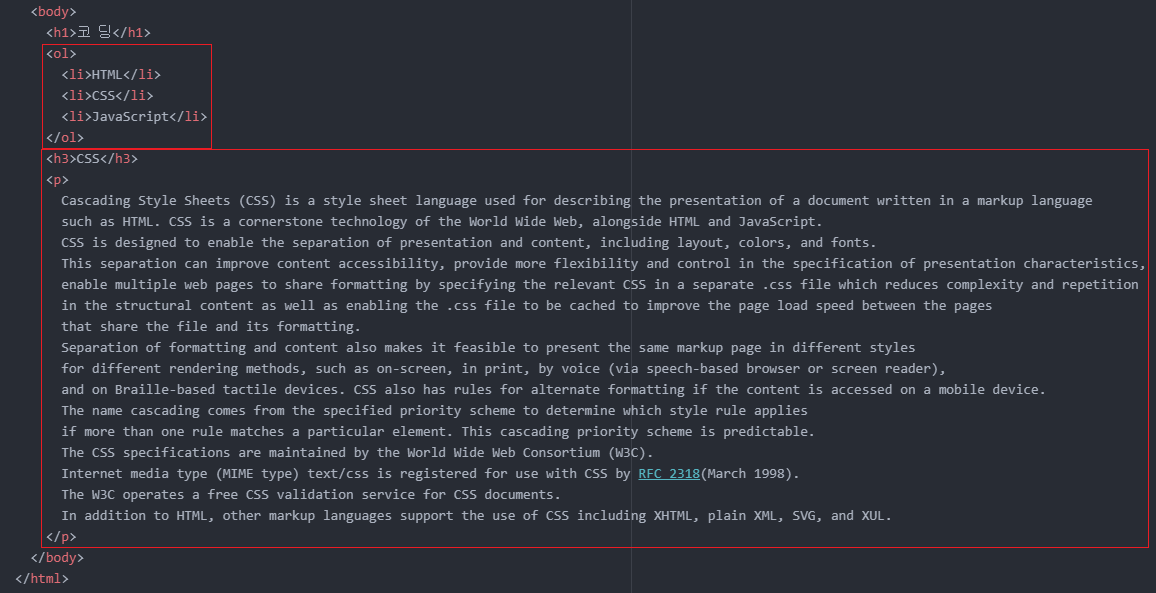 <body>
<h1>코 딩</h1>
<ol>
<li>HTML</li>
<li>CSS</li>
<li>JavaScript</li>
</ol>
<h3>CSS</h3>
<p>
Cascading Style Sheets (CSS) is a style sheet language used for describing the presentation of a document written in a markup language
such as HTML. CSS is a cornerstone technology of the World Wide Web, alongside HTML and JavaScript.
CSS is designed to enable the separation of presentation and content, including layout, colors, and fonts.
This separation can improve content accessibility, provide more flexibility and control in the specification of presentation characteristics,
enable multiple web pages to share formatting by specifying the relevant CSS in a separate .css file which reduces complexity and repetition
in the structural content as well as enabling the .css file to be cached to improve the page load speed between the pages
that share the file and its formatting.
Separation of formatting and content also makes it feasible to present the same markup page in different styles
for different rendering methods, such as on-screen, in print, by voice (via speech-based browser or screen reader),
and on Braille-based tactile devices. CSS also has rules for alternate formatting if the content is accessed on a mobile device.
The name cascading comes from the specified priority scheme to determine which style rule applies
if more than one rule matches a particular element. This cascading priority scheme is predictable.
The CSS specifications are maintained by the World Wide Web Consortium (W3C).
Internet media type (MIME type) text/css is registered for use with CSS by RFC 2318(March 1998).
The W3C operates a free CSS validation service for CSS documents.
In addition to HTML, other markup languages support the use of CSS including XHTML, plain XML, SVG, and XUL.
</p>
</body>
</html>